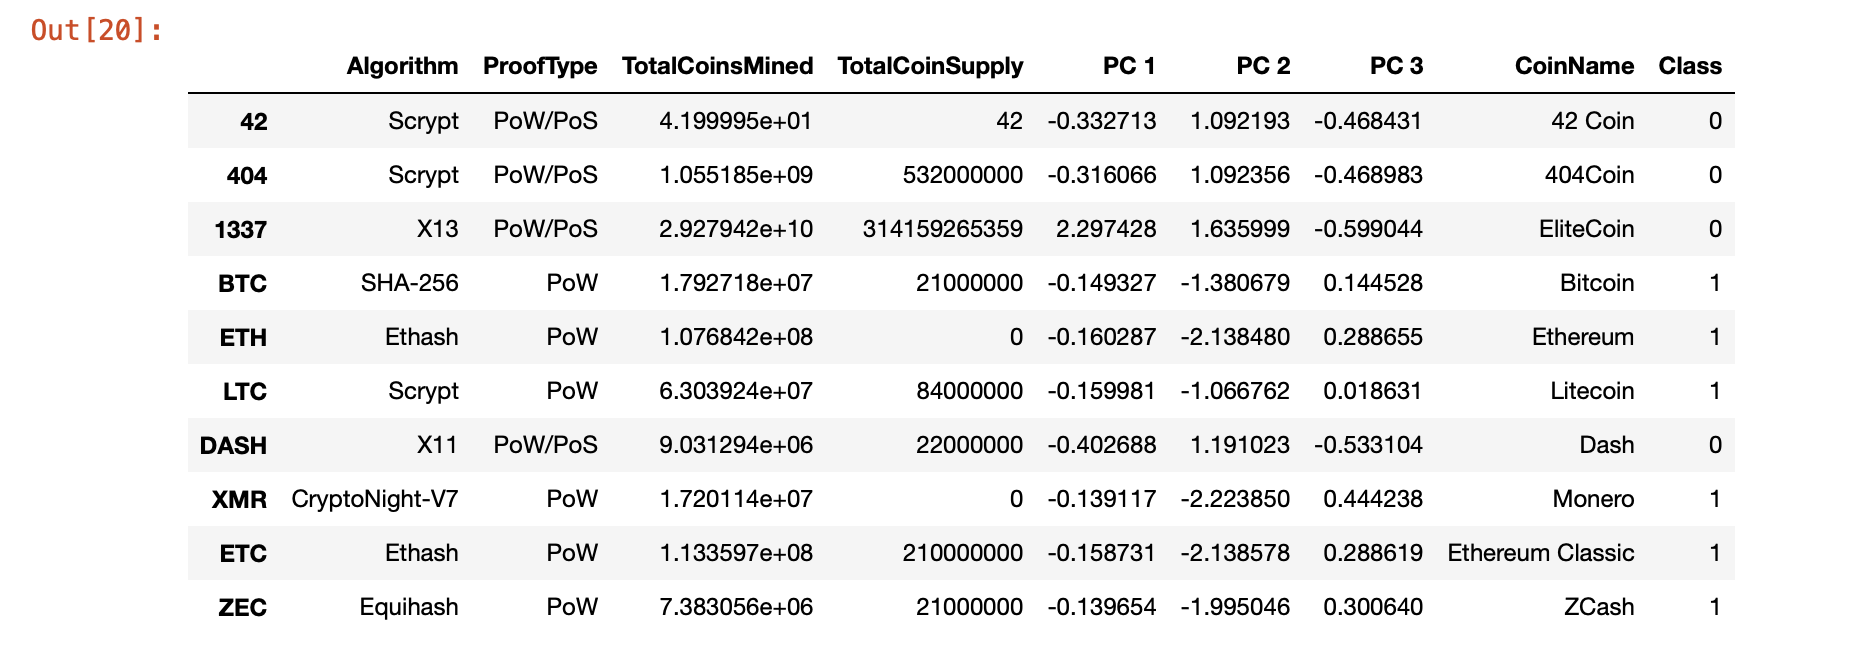 Out[20]:
Algorithm ProofType TotalCoinsMined TotalCoinSupply PC 1 PC 2 PC 3 CoinName Class
42 Scrypt PoW/PoS 4.199995e+01 42 -0.332713 1.092193 -0.468431 42 Coin 0
404 Scrypt PoW/PoS 1.055185e+09 532000000 -0.316066 1.092356 -0.468983 404Coin 0
1337 X13 PoW/PoS 2.927942e+10 314159265359 2.297428 1.635999 -0.599044 EliteCoin 0
BTC SHA-256 PoW 1.792718e+07 21000000 -0.149327 -1.380679 0.144528 Bitcoin 1
ETH Ethash PoW 1.076842e+08 0 -0.160287 -2.138480 0.288655 Ethereum 1
LTC Scrypt PoW 6.303924e+07 84000000 -0.159981 -1.066762 0.018631 Litecoin 1
DASH X11 PoW/PoS 9.031294e+06 22000000 -0.402688 1.191023 -0.533104 Dash 0
XMR CryptoNight-V7 PoW 1.720114e+07 0 -0.139117 -2.223850 0.444238 Monero 1
ETC Ethash PoW 1.133597e+08 210000000 -0.158731 -2.138578 0.288619 Ethereum Classic 1
ZEC Equihash PoW 7.383056e+06 21000000 -0.139654 -1.995046 0.300640 ZCash 1